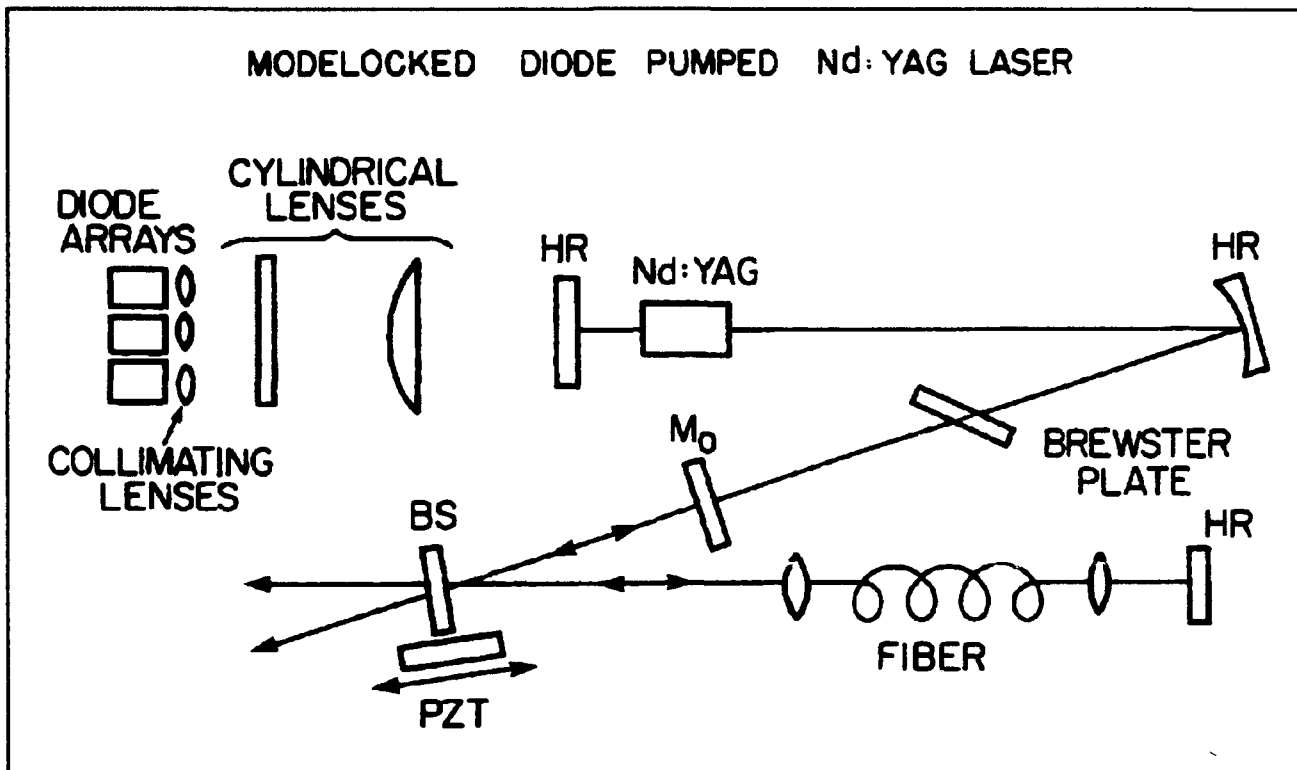 MODELOCKED DIODE PUMPED Nd:YAG LASER
CYLINDRICAL
LENSES
DIODE
ARRAYS
HR
Nd:YAG
HR
COLLIMATING
LENSES
M0
BREWSTER
PLATE
BS
HR
FIBER
PZT